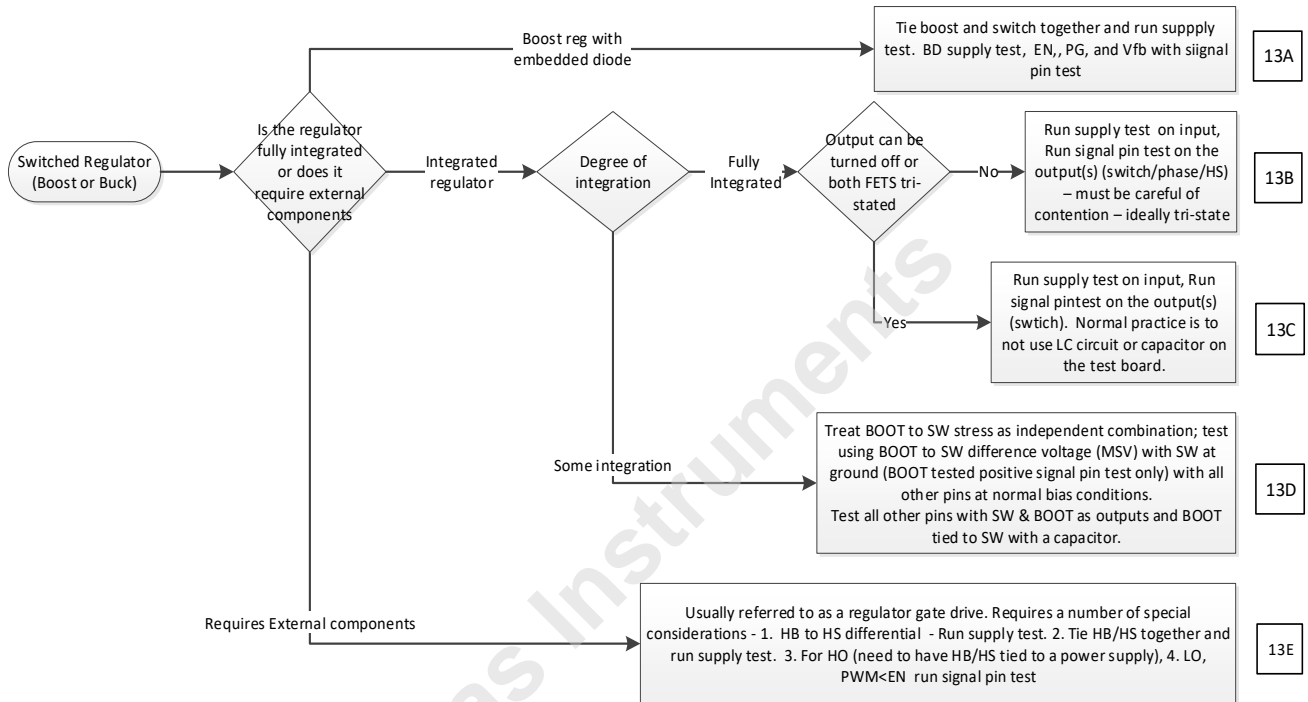 Boost reg with
embedded diode
Tie boost and switch together and run suppply
test.  BD supply test,  EN,, PG, and Vfb with siignal
pin test
13A
Switched Regulator
(Boost or Buck)
Is the regulator
fully integrated
or does it
require external
components
Integrated
regulator
Degree of
integration
Fully
Integrated
Output can be
turned off or
both FETS tri-
stated
No
Run supply test  on input,
Run signal pin test on the
output(s) (switch/phase/HS)
– must be careful of
contention – ideally tri-state
13B
Yes
Run supply test on input, Run
signal pintest on the output(s)
(swtich).  Normal practice is to
not use LC circuit or capacitor on
the test board.
13C
Some integration
Treat BOOT to SW stress as independent combination; test
using BOOT to SW difference voltage (MSV) with SW at
ground (BOOT tested positive signal pin test only) with all
other pins at normal bias conditions.
Test all other pins with SW & BOOT as outputs and BOOT
tied to SW with a capacitor.
13D
Requires External components
Usually referred to as a regulator gate drive. Requires a number of special
considerations - 1.  HB to HS differential  - Run supply test. 2. Tie HB/HS together and
run supply test.  3. For HO (need to have HB/HS tied to a power supply), 4. LO,
PWM<EN  run signal pin test
13E
as Instruments